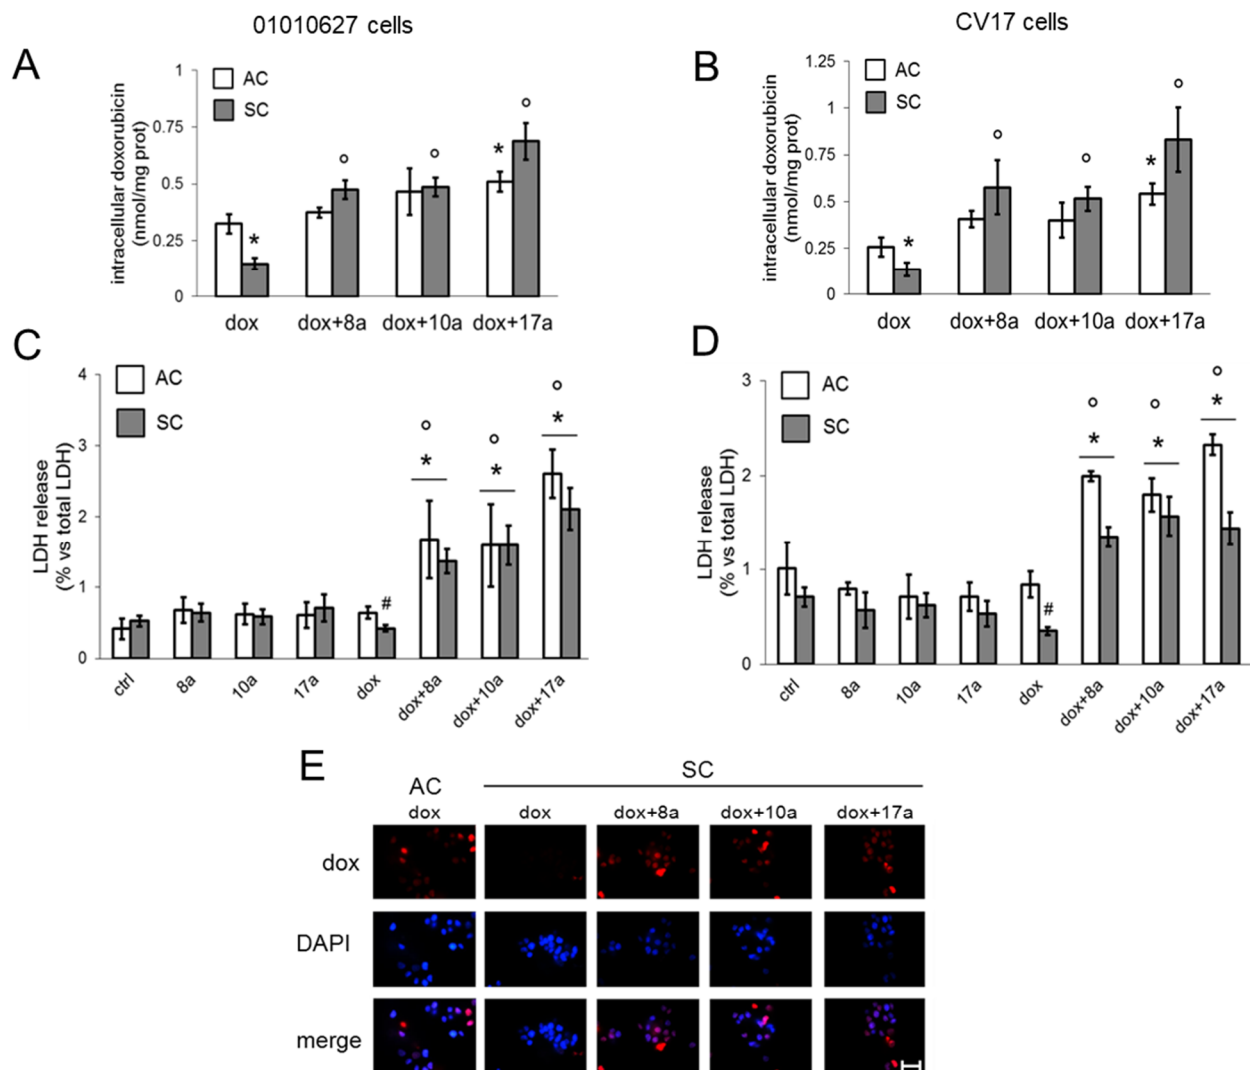 01010627 cells
CV17 cells
A
intracellular doxorubicin
(nmol/mg prot)
1
0.75
0.5
0.25
0
AC
SC
*
°
°
*
°
dox
dox+8a
dox+10a
dox+17a
B
intracellular doxorubicin
(nmol/mg prot)
1.25
1
0.75
0.5
0.25
0
AC
SC
*
°
°
*
°
dox
dox+8a
dox+10a
dox+17a
C
LDH release
(% vs total LDH)
4
3
2
1
0
AC
SC
#
°
*
°
*
°
*
ctrl
8a
10a
17a
dox
dox+8a
dox+10a
dox+17a
D
LDH release
(% vs total LDH)
3
2
1
0
AC
SC
#
°
*
°
*
°
*
ctrl
8a
10a
17a
dox
dox+8a
dox+10a
dox+17a
E
AC
SC
dox
dox
dox+8a
dox+10a
dox+17a
dox
DAPI
merge